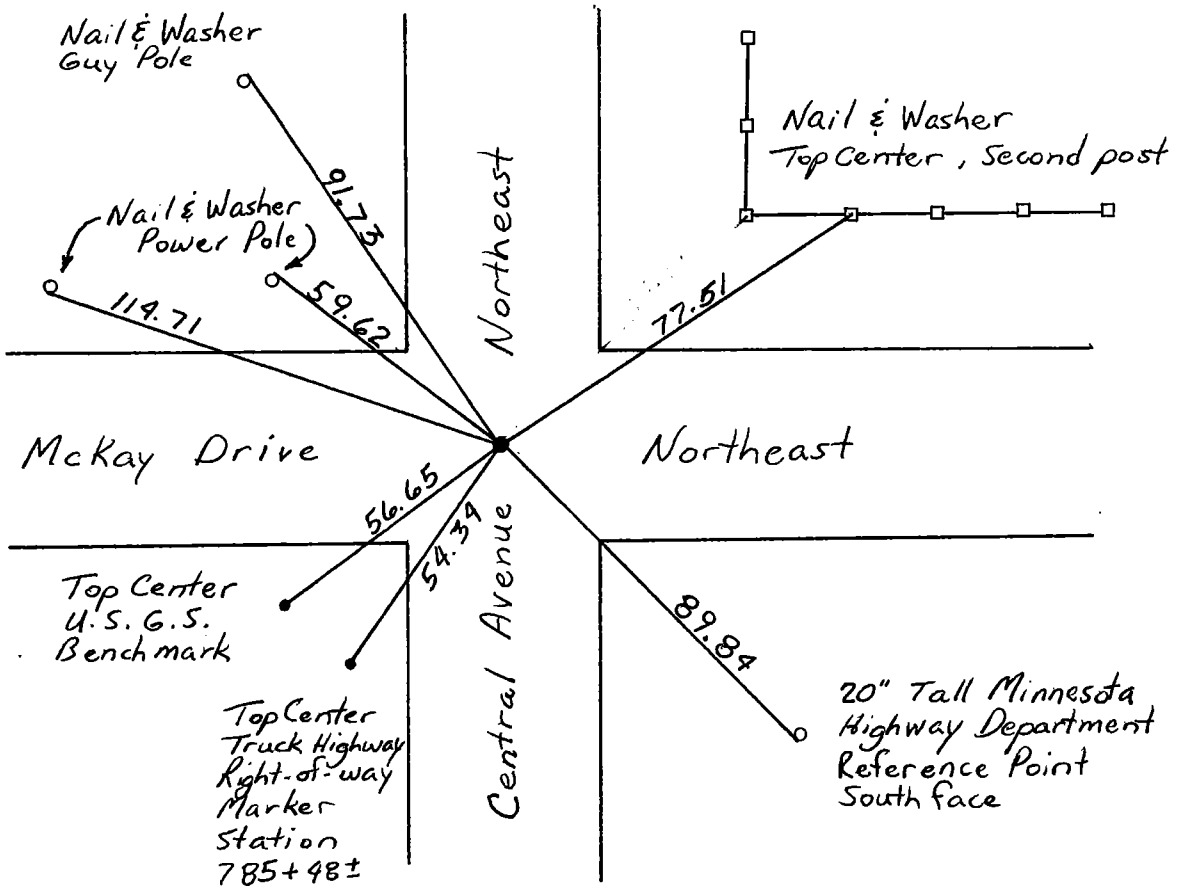 Nail & Washer
Guy Pole
91.73
Nail & Washer
Power Pole
114.71
59.62
Northeast
Nail & Washer
Top Center, Second post
77.51
McKay Drive
Northeast
56.65
54.34
Central Avenue
89.84
Top Center
U.S.G.S.
Benchmark
Top Center
Truck Highway
Right-of-way
Marker
Station
785+48±
20" Tall Minnesota
Highway Department
Reference Point
South face